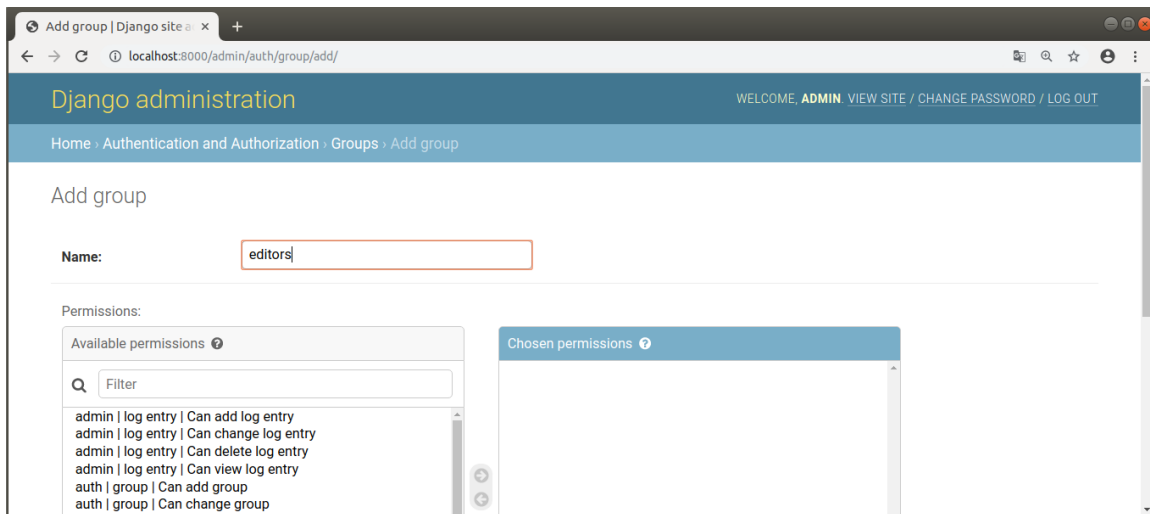 Add group | Django site a
localhost:8000/admin/auth/group/add/
Django administration
WELCOME, ADMIN. VIEW SITE / CHANGE PASSWORD / LOG OUT
Home › Authentication and Authorization › Groups › Add group
Add group
Name:
editors
Permissions:
Available permissions
Chosen permissions
Filter
admin | log entry | Can add log entry
admin | log entry | Can change log entry
admin | log entry | Can delete log entry
admin | log entry | Can view log entry
auth | group | Can add group
auth | group | Can change group